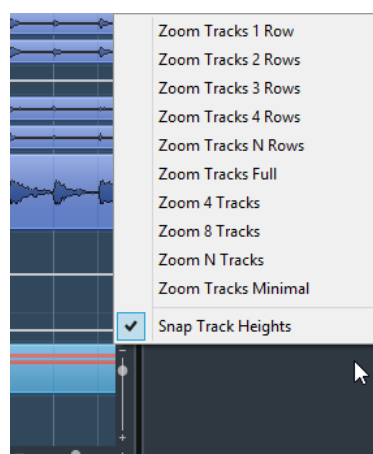 Zoom Tracks 1 Row
Zoom Tracks 2 Rows
Zoom Tracks 3 Rows
Zoom Tracks 4 Rows
Zoom Tracks N Rows
Zoom Tracks Full
Zoom 4 Tracks
Zoom 8 Tracks
Zoom N Tracks
Zoom Tracks Minimal
Snap Track Heights